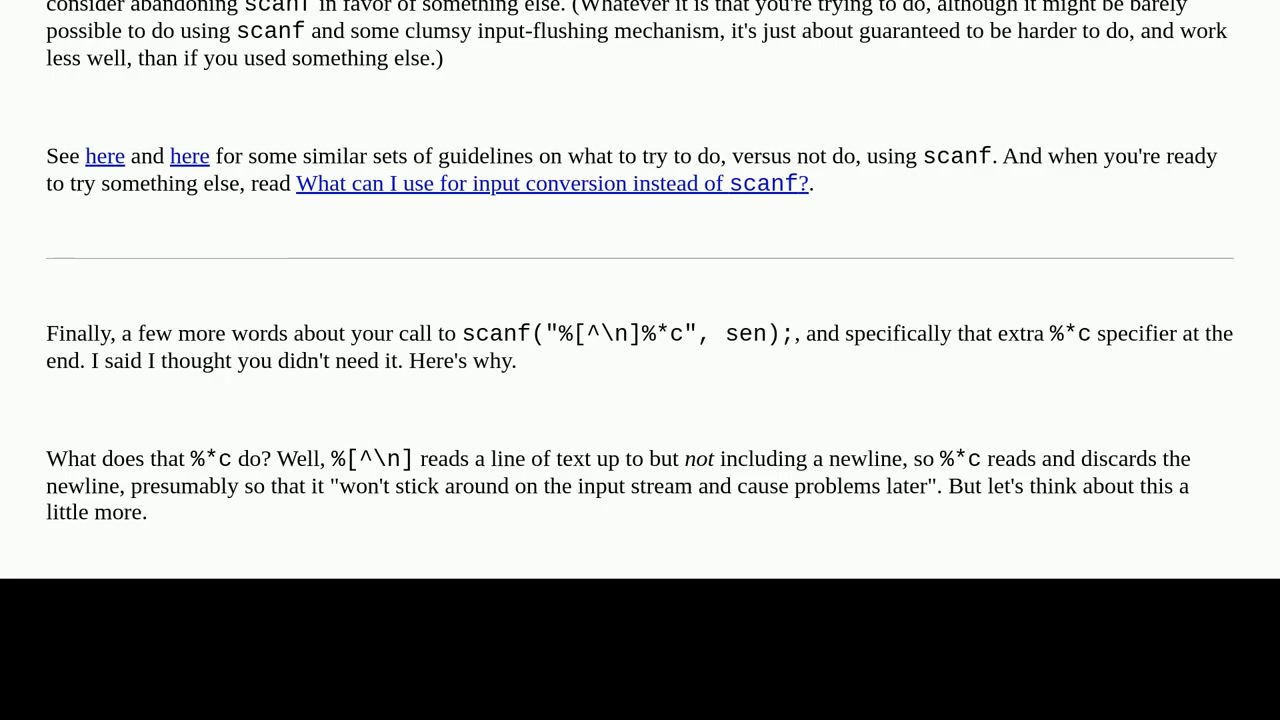 consider abandoning scanf in favor of something else. (Whatever it is that you're trying to do, although it might be barely
possible to do using scanf and some clumsy input-flushing mechanism, it's just about guaranteed to be harder to do, and work
less well, than if you used something else.)
See here and here for some similar sets of guidelines on what to try to do, versus not do, using scanf. And when you're ready
to try something else, read What can I use for input conversion instead of scanf?.
Finally, a few more words about your call to scanf("%[^\n]%*c", sen);, and specifically that extra %*c specifier at the
end. I said I thought you didn't need it. Here's why.
What does that %*c do? Well, %[^\n] reads a line of text up to but not including a newline, so %*c reads and discards the
newline, presumably so that it "won't stick around on the input stream and cause problems later". But let's think about this a
little more.